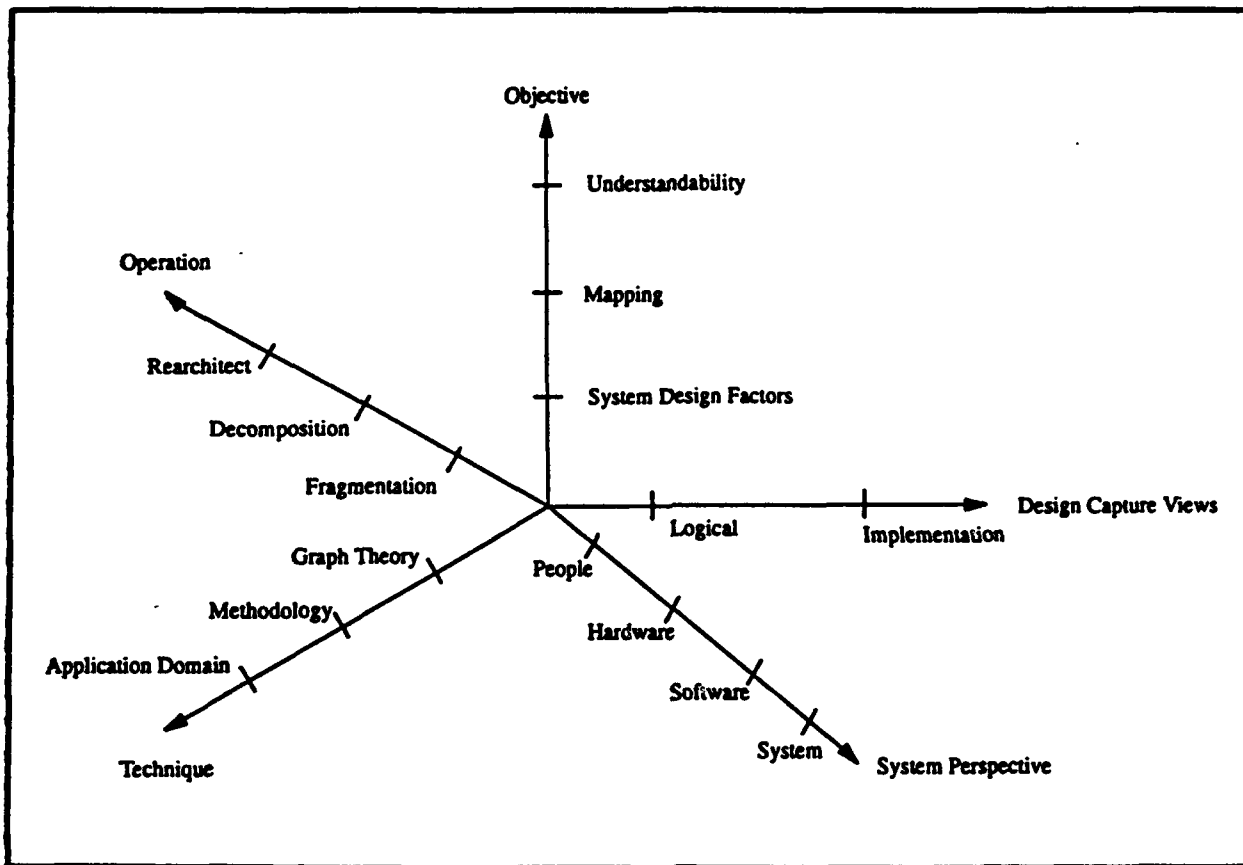 Objective
Understandability
Operation
Mapping
Rearchitect
System Design Factors
Decomposition
Fragmentation
Design Capture Views
Logical
Implementation
Graph Theory
People
Methodology
Hardware
Application Domain
Software
System
Technique
System Perspective